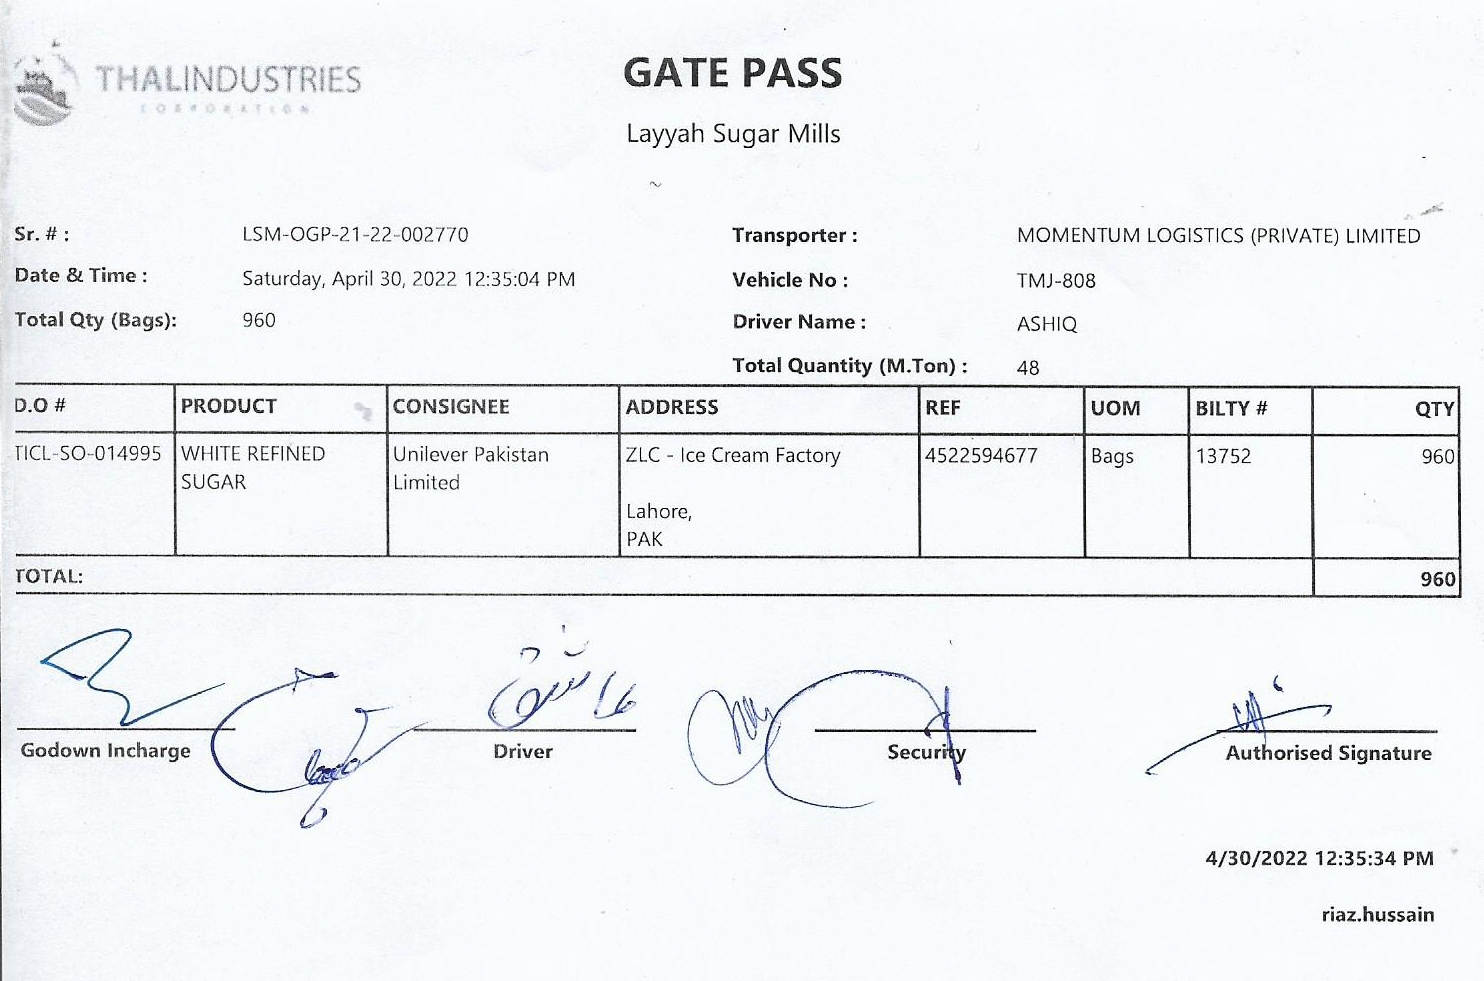 THALINDUSTRIES
CORPORATION
GATE PASS
Layyah Sugar Mills
Sr. # : LSM-OGP-21-22-002770
Transporter : MOMENTUM LOGISTICS (PRIVATE) LIMITED
Date & Time : Saturday, April 30, 2022 12:35:04 PM
Vehicle No : TMJ-808
Total Qty (Bags): 960
Driver Name : ASHIQ
Total Quantity (M.Ton) : 48
D.O # PRODUCT CONSIGNEE ADDRESS REF UOM BILTY # QTY
TICL-SO-014995 WHITE REFINED Unilever Pakistan ZLC - Ice Cream Factory 4522594677 Bags 13752 960
SUGAR Limited
Lahore,
PAK
TOTAL: 960
عاشق
Godown Incharge Driver Security Authorised Signature
4/30/2022 12:35:34 PM
riaz.hussain